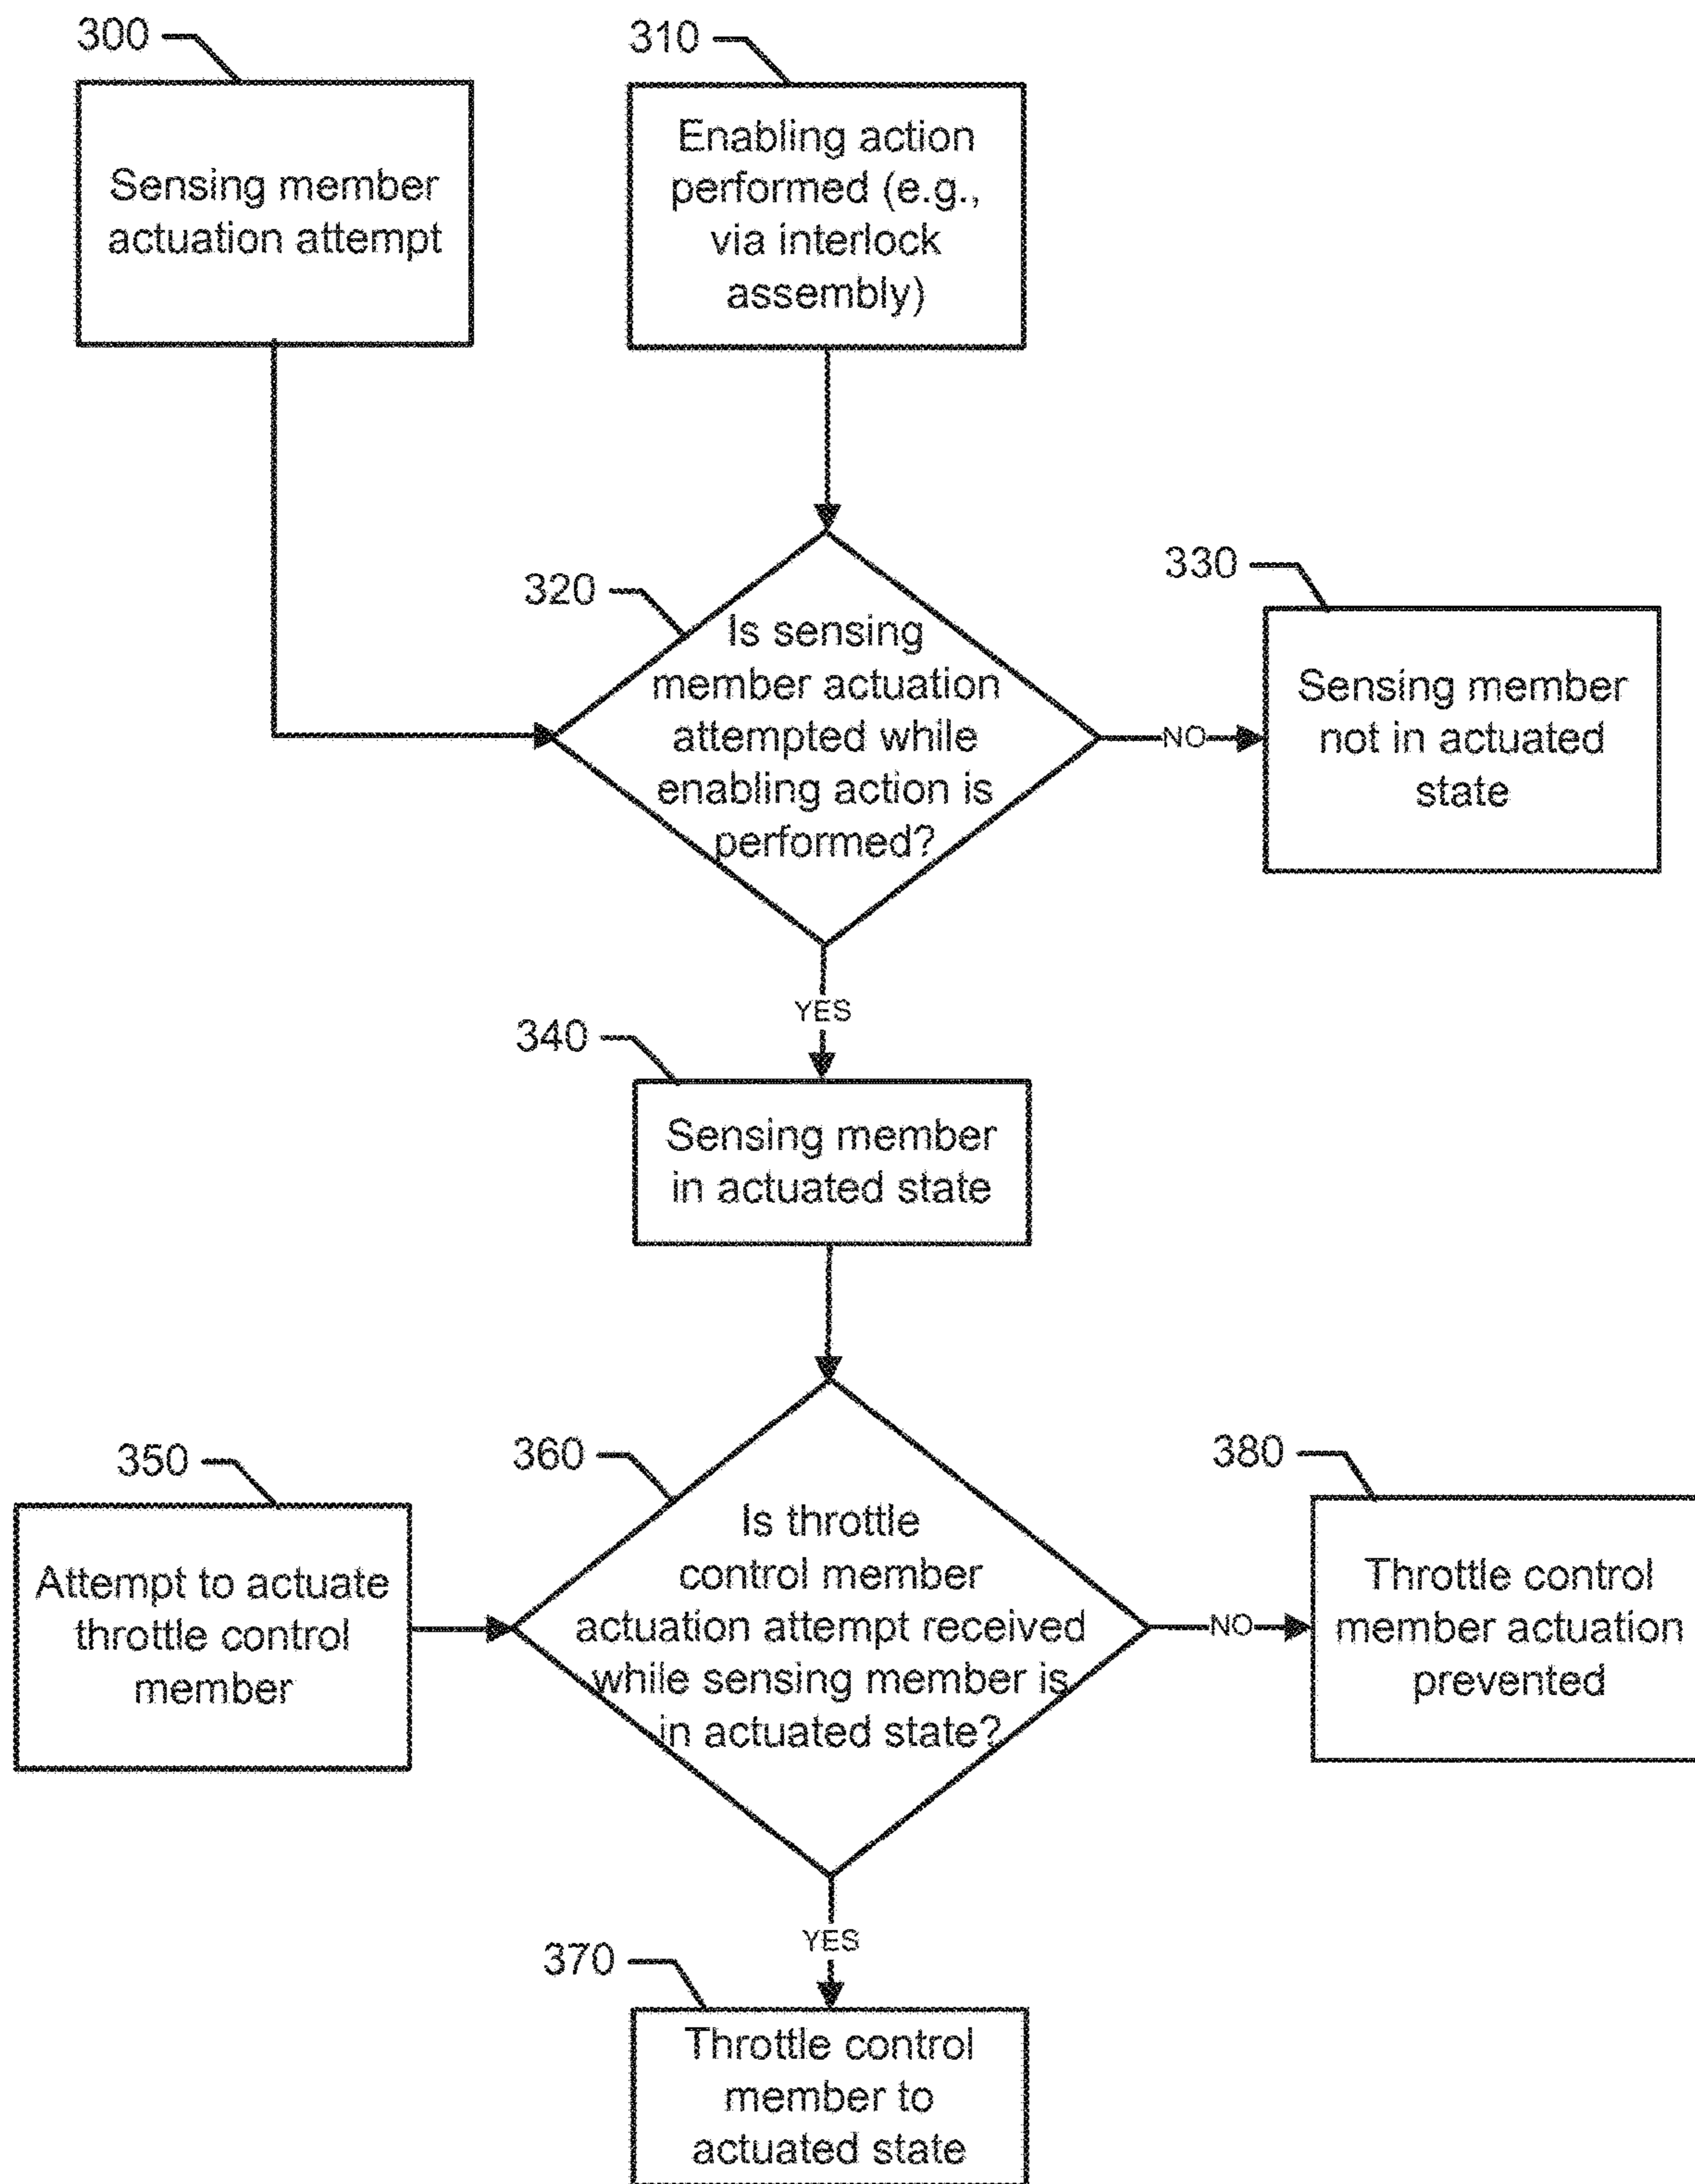 300
310
Sensing member
actuation attempt
Enabling action
performed (e.g.,
via interlock
assembly)
320
330
Is sensing
member actuation
attempted while
enabling action is
performed?
NO
Sensing member
not in actuated
state
YES
340
Sensing member
in actuated state
350
360
380
Attempt to actuate
throttle control
member
Is throttle
control member
actuation attempt received
while sensing member is
in actuated state?
NO
Throttle control
member actuation
prevented
YES
370
Throttle control
member to
actuated state